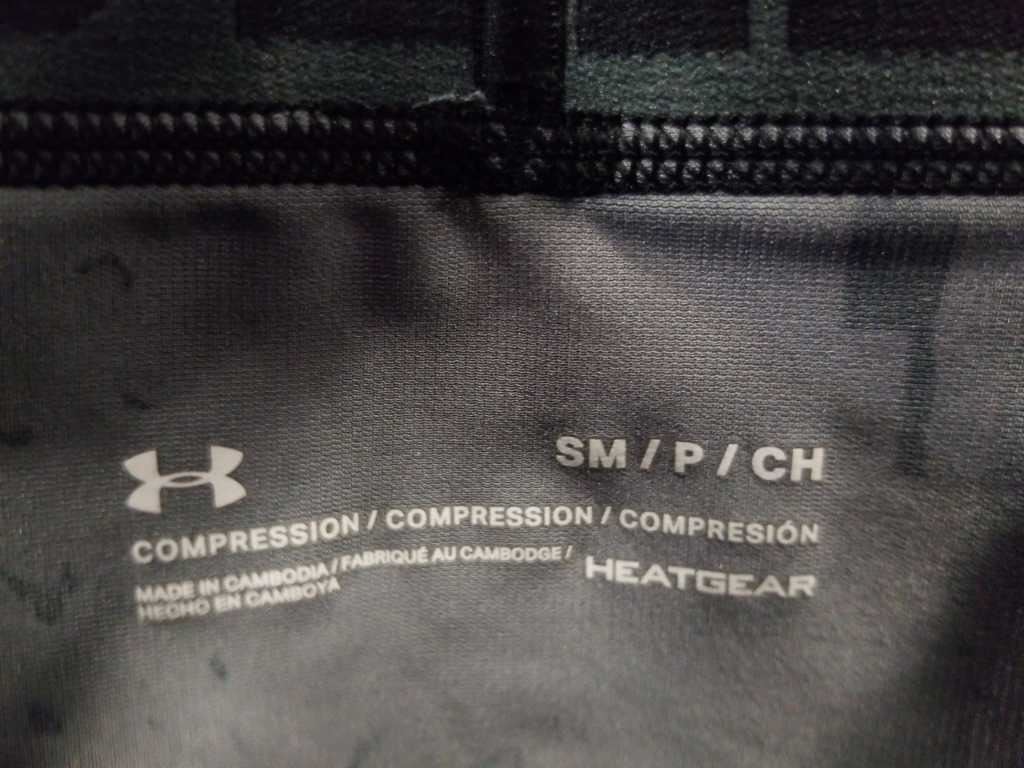 SM / P / CH
COMPRESSION / COMPRESSION / COMPRESIÓN
MADE IN CAMBODIA / FABRIQUÉ AU CAMBODGE /
HECHO EN CAMBOYA
HEATGEAR